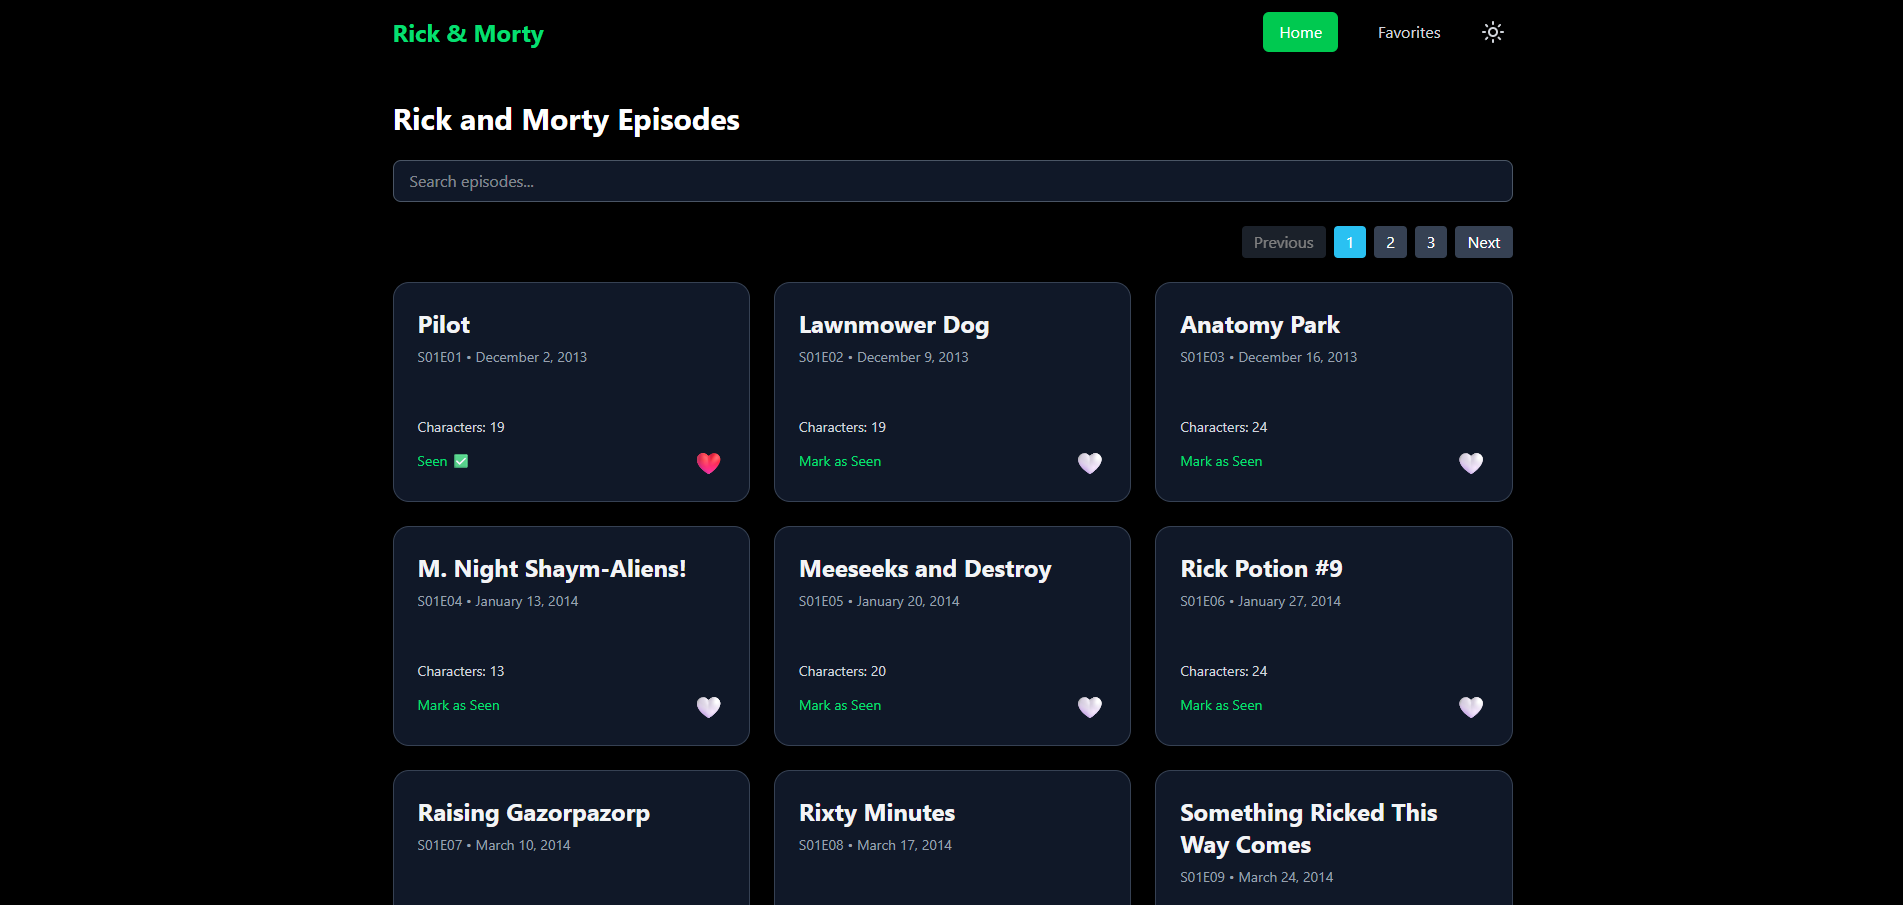 Rick & Morty
Home
Favorites
Rick and Morty Episodes
Search episodes...
Previous
1
2
3
Next
Pilot
S01E01 • December 2, 2013
Characters: 19
Seen ✅
Lawnmower Dog
S01E02 • December 9, 2013
Characters: 19
Mark as Seen
Anatomy Park
S01E03 • December 16, 2013
Characters: 24
Mark as Seen
M. Night Shaym-Aliens!
S01E04 • January 13, 2014
Characters: 13
Mark as Seen
Meeseeks and Destroy
S01E05 • January 20, 2014
Characters: 20
Mark as Seen
Rick Potion #9
S01E06 • January 27, 2014
Characters: 24
Mark as Seen
Raising Gazorpazorp
S01E07 • March 10, 2014
Rixty Minutes
S01E08 • March 17, 2014
Something Ricked This
Way Comes
S01E09 • March 24, 2014